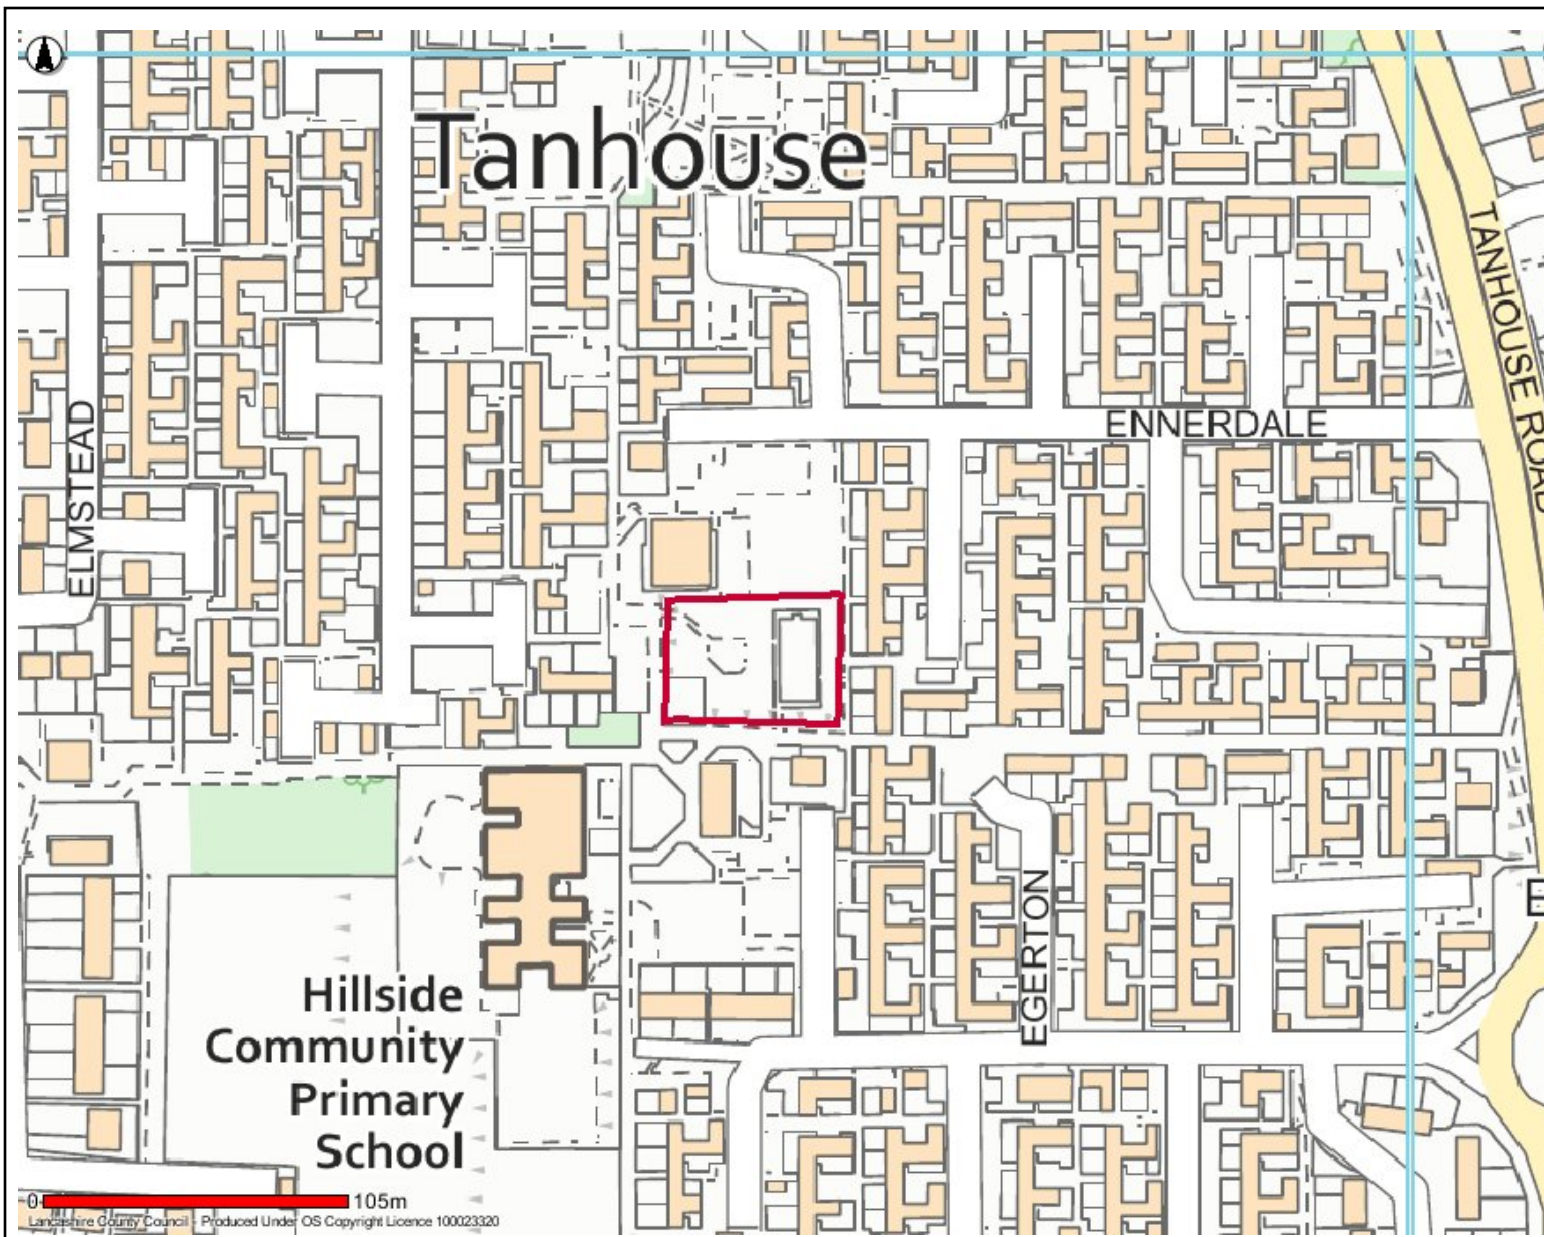 Tanhouse
TANHOUSE ROAD
ENNERDALE
ELMSTEAD
EGERTON
E
Hillside
Community
Primary
School
0 105m
Lancashire County Council - Produced Under OS Copyright Licence 100023320